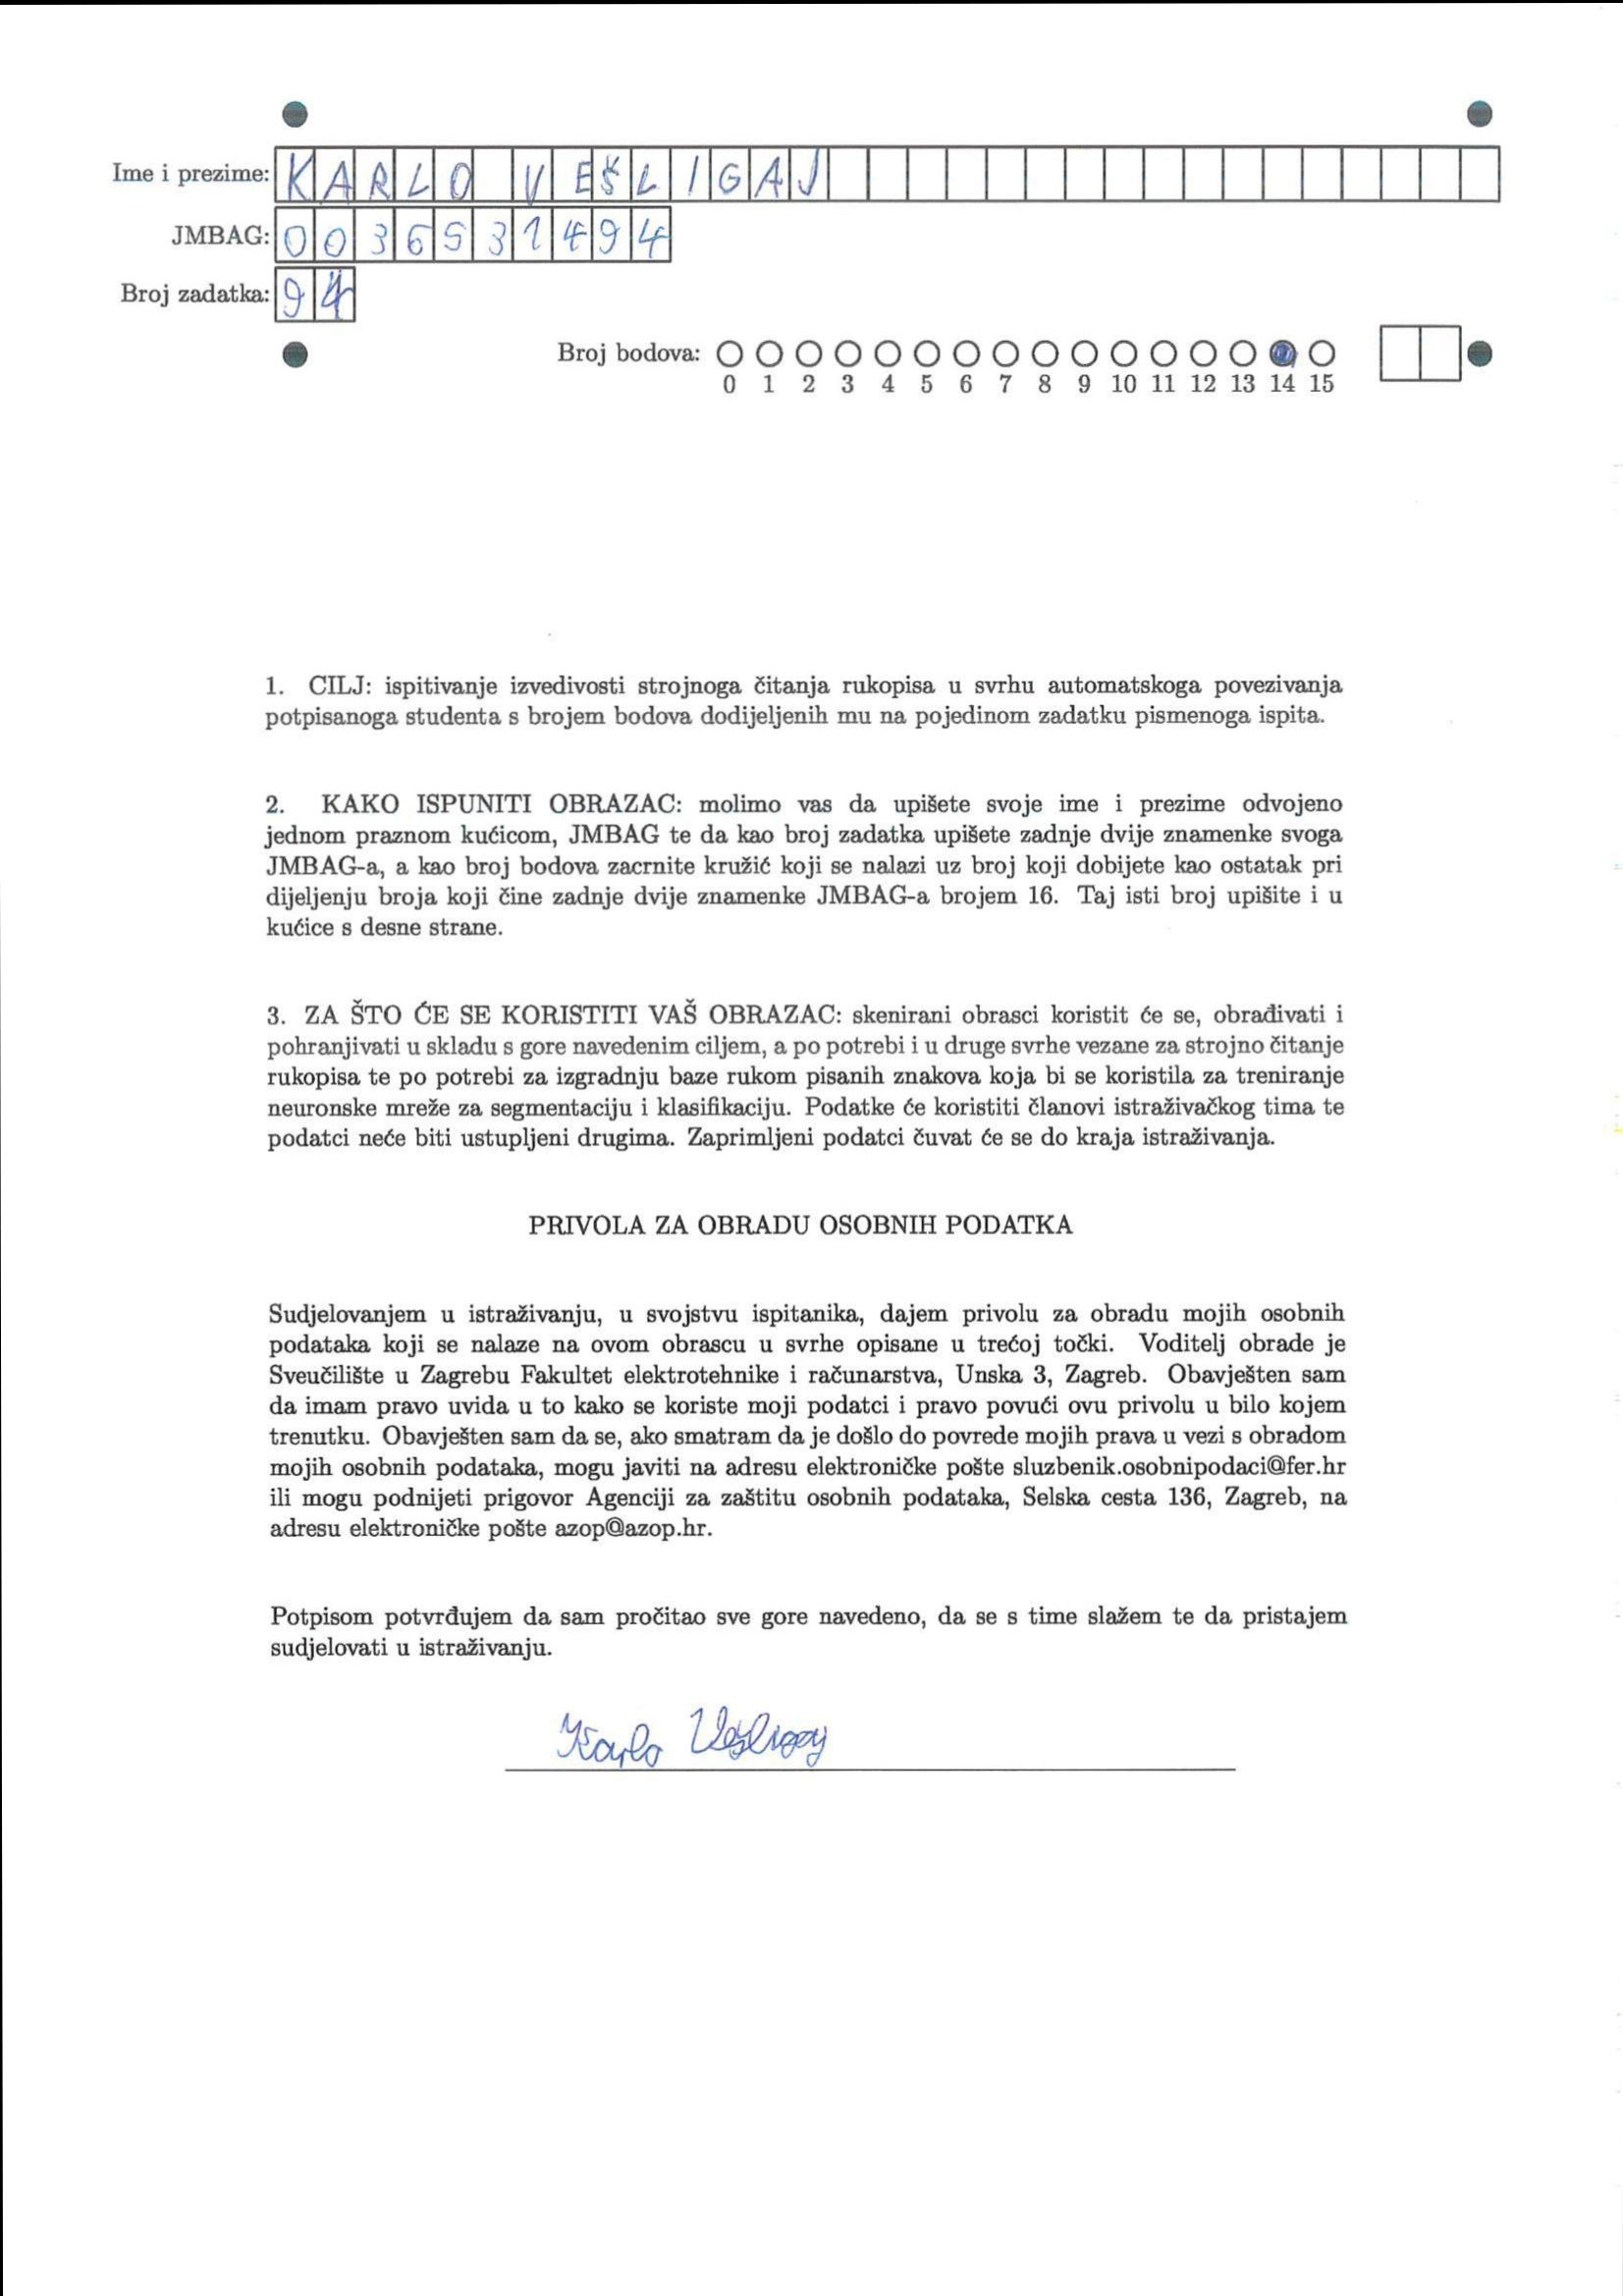 Ime i prezime: KARLO VEŠLIGAJ
JMBAG: 0036531494
Broj zadatka: 94
Broj bodova:
0 1 2 3 4 5 6 7 8 9 10 11 12 13 14 15
1. CILJ: ispitivanje izvedivosti strojnoga čitanja rukopisa u svrhu automatskoga povezivanja
potpisanoga studenta s brojem bodova dodijeljenih mu na pojedinom zadatku pismenoga ispita.
2. KAKO ISPUNITI OBRAZAC: molimo vas da upišete svoje ime i prezime odvojeno
jednom praznom kućicom, JMBAG te da kao broj zadatka upišete zadnje dvije znamenke svoga
JMBAG-a, a kao broj bodova zacrnite kružić koji se nalazi uz broj koji dobijete kao ostatak pri
dijeljenju broja koji čine zadnje dvije znamenke JMBAG-a brojem 16. Taj isti broj upišite i u
kućice s desne strane.
3. ZA ŠTO ĆE SE KORISTITI VAŠ OBRAZAC: skenirani obrasci koristit će se, obrađivati i
pohranjivati u skladu s gore navedenim ciljem, a po potrebi i u druge svrhe vezane za strojno čitanje
rukopisa te po potrebi za izgradnju baze rukom pisanih znakova koja bi se koristila za treniranje
neuronske mreže za segmentaciju i klasifikaciju. Podatke će koristiti članovi istraživačkog tima te
podatci neće biti ustupljeni drugima. Zaprimljeni podatci čuvat će se do kraja istraživanja.
PRIVOLA ZA OBRADU OSOBNIH PODATKA
Sudjelovanjem u istraživanju, u svojstvu ispitanika, dajem privolu za obradu mojih osobnih
podataka koji se nalaze na ovom obrascu u svrhe opisane u trećoj točki. Voditelj obrade je
Sveučilište u Zagrebu Fakultet elektrotehnike i računarstva, Unska 3, Zagreb. Obavješten sam
da imam pravo uvida u to kako se koriste moji podatci i pravo povući ovu privolu u bilo kojem
trenutku. Obavješten sam da se, ako smatram da je došlo do povrede mojih prava u vezi s obradom
mojih osobnih podataka, mogu javiti na adresu elektroničke pošte sluzbenik.osobnipodaci@fer.hr
ili mogu podnijeti prigovor Agenciji za zaštitu osobnih podataka, Selska cesta 136, Zagreb, na
adresu elektroničke pošte azop@azop.hr.
Potpisom potvrđujem da sam pročitao sve gore navedeno, da se s time slažem te da pristajem
sudjelovati u istraživanju.
Karlo Vešligaj